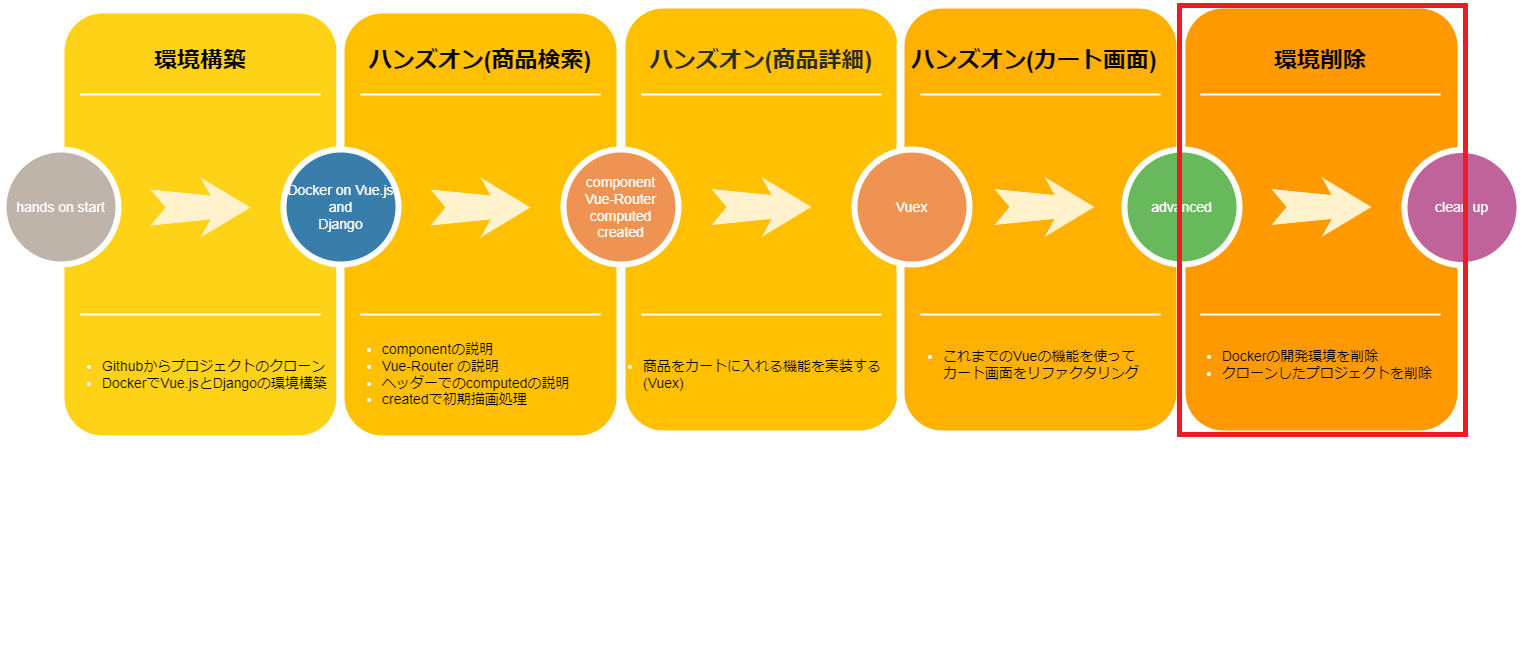 環境構築
ハンズオン(商品検索)
ハンズオン(商品詳細)
ハンズオン(カート画面)
環境削除
hands on start
Docker on Vue.js
and
Django
component
Vue-Router
computed
created
Vuex
advanced
clean up
Githubからプロジェクトのクローン
DockerでVue.jsとDjangoの環境構築
componentの説明
Vue-Router の説明
ヘッダーでのcomputedの説明
createdで初期描画処理
商品をカートに入れる機能を実装する
(Vuex)
これまでのVueの機能を使って
カート画面をリファクタリング
Dockerの開発環境を削除
クローンしたプロジェクトを削除